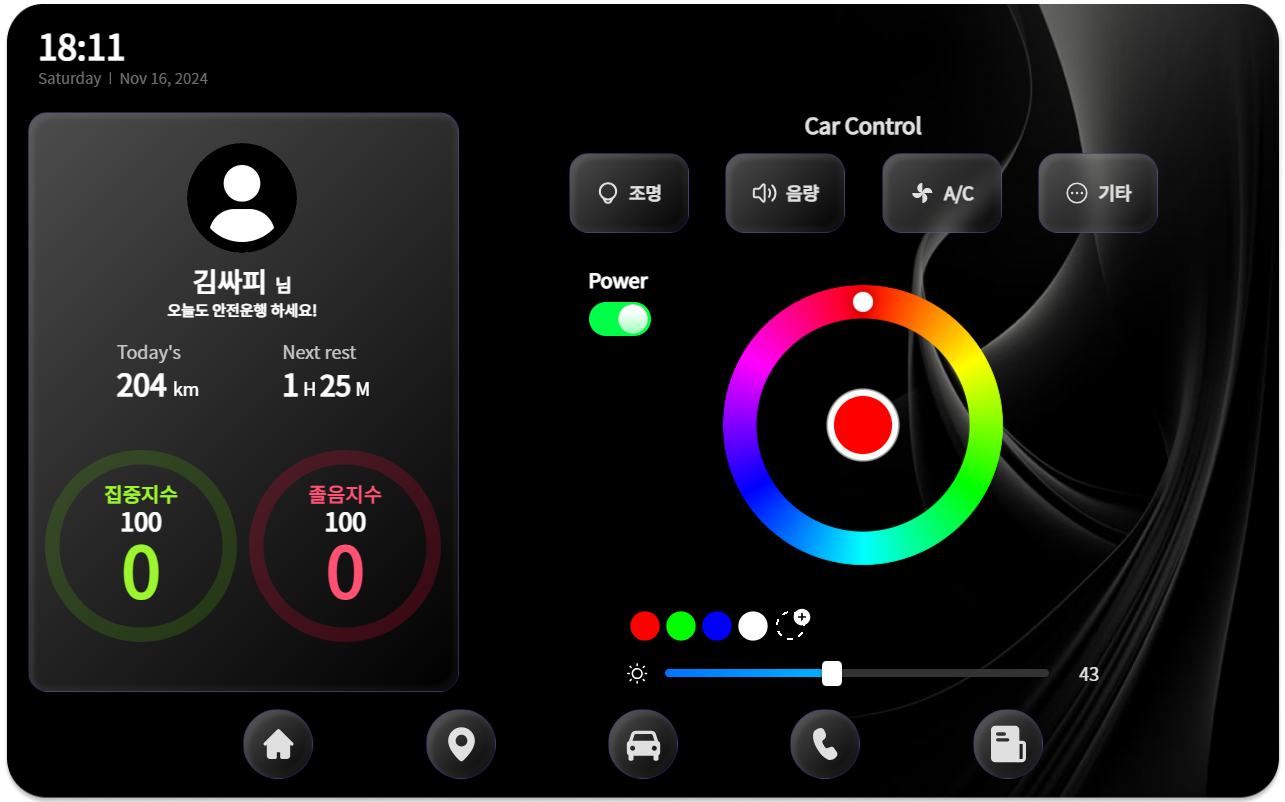 18:11
Saturday | Nov 16, 2024
김싸피 님
오늘도 안전운행 하세요!
Today's Next rest
204 km 1 H 25 M
집중지수 졸음지수
100 100
0 0
Car Control
조명 음량 A/C 기타
Power
43